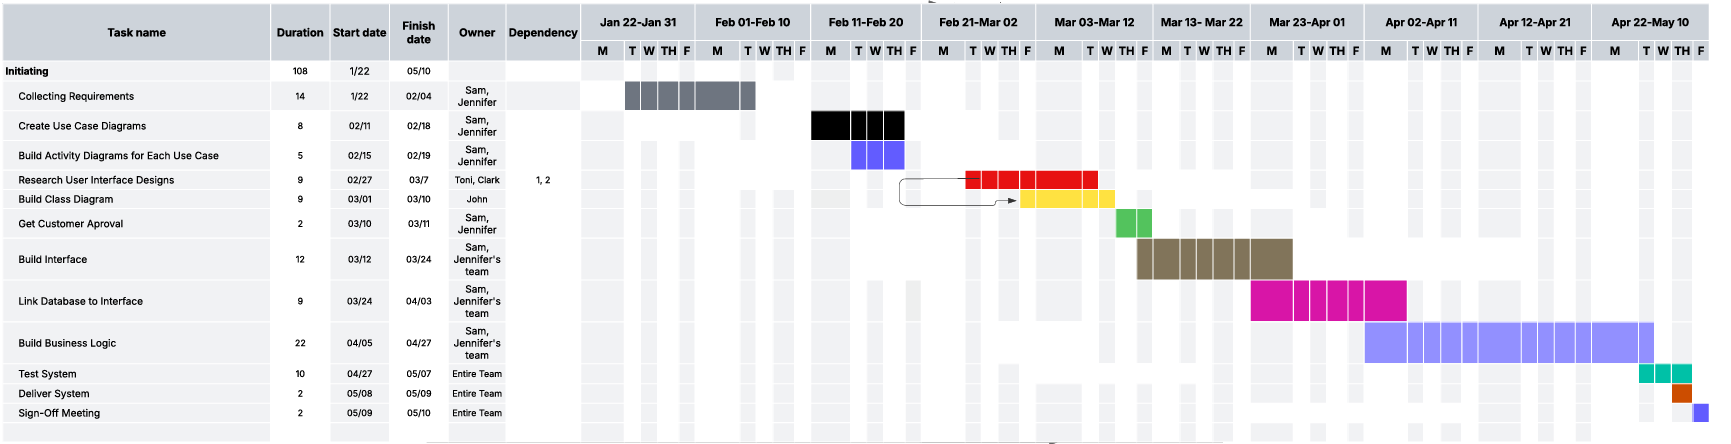 Task name Duration Start date Finish date Owner Dependency Jan 22-Jan 31 Feb 01-Feb 10 Feb 11-Feb 20 Feb 21-Mar 02 Mar 03-Mar 12 Mar 13- Mar 22 Mar 23-Apr 01 Apr 02-Apr 11 Apr 12-Apr 21 Apr 22-May 10
M T W TH F M T W TH F M T W TH F M T W TH F M T W TH F M T W TH F M T W TH F M T W TH F M T W TH F M T W TH F
Initiating 108 1/22 05/10
Collecting Requirements 14 1/22 02/04 Sam, Jennifer
Create Use Case Diagrams 8 02/11 02/18 Sam, Jennifer
Build Activity Diagrams for Each Use Case 5 02/15 02/19 Sam, Jennifer
Research User Interface Designs 9 02/27 03/7 Toni, Clark 1, 2
Build Class Diagram 9 03/01 03/10 John
Get Customer Aproval 2 03/10 03/11 Sam, Jennifer
Build Interface 12 03/12 03/24 Sam, Jennifer's team
Link Database to Interface 9 03/24 04/03 Sam, Jennifer's team
Build Business Logic 22 04/05 04/27 Sam, Jennifer's team
Test System 10 04/27 05/07 Entire Team
Deliver System 2 05/08 05/09 Entire Team
Sign-Off Meeting 2 05/09 05/10 Entire Team